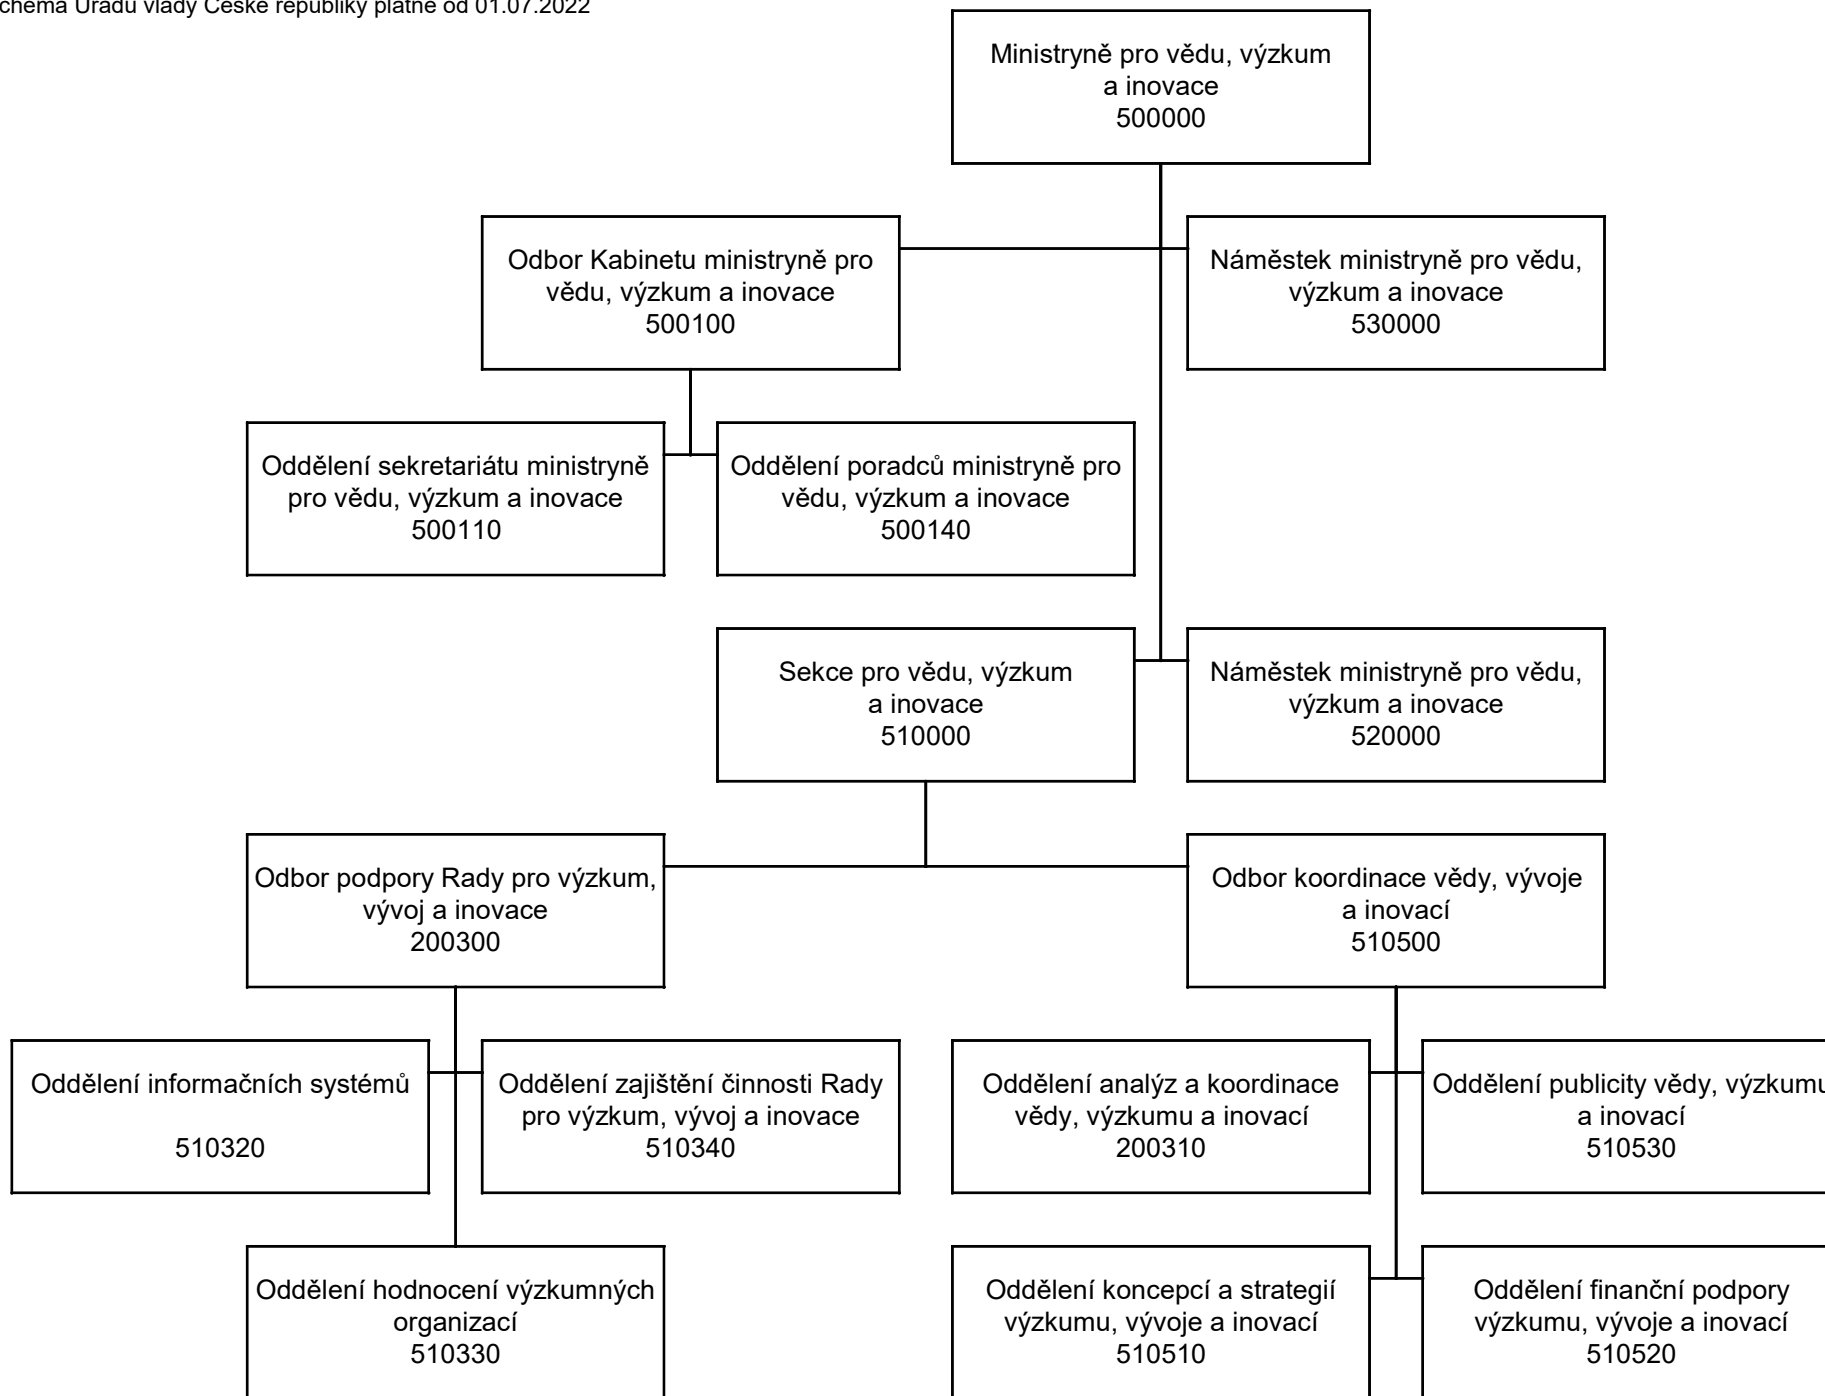 chéma Úřadu vlády České republiky platné od 01.07.2022
Ministryně pro vědu, výzkum
a inovace
500000
Odbor Kabinetu ministryně pro
vědu, výzkum a inovace
500100
Náměstek ministryně pro vědu,
výzkum a inovace
530000
Oddělení sekretariátu ministryně
pro vědu, výzkum a inovace
500110
Oddělení poradců ministryně pro
vědu, výzkum a inovace
500140
Sekce pro vědu, výzkum
a inovace
510000
Náměstek ministryně pro vědu,
výzkum a inovace
520000
Odbor podpory Rady pro výzkum,
vývoj a inovace
200300
Odbor koordinace vědy, vývoje
a inovací
510500
Oddělení informačních systémů
510320
Oddělení zajištění činnosti Rady
pro výzkum, vývoj a inovace
510340
Oddělení analýz a koordinace
vědy, výzkumu a inovací
200310
Oddělení publicity vědy, výzkumu
a inovací
510530
Oddělení hodnocení výzkumných
organizací
510330
Oddělení koncepcí a strategií
výzkumu, vývoje a inovací
510510
Oddělení finanční podpory
výzkumu, vývoje a inovací
510520